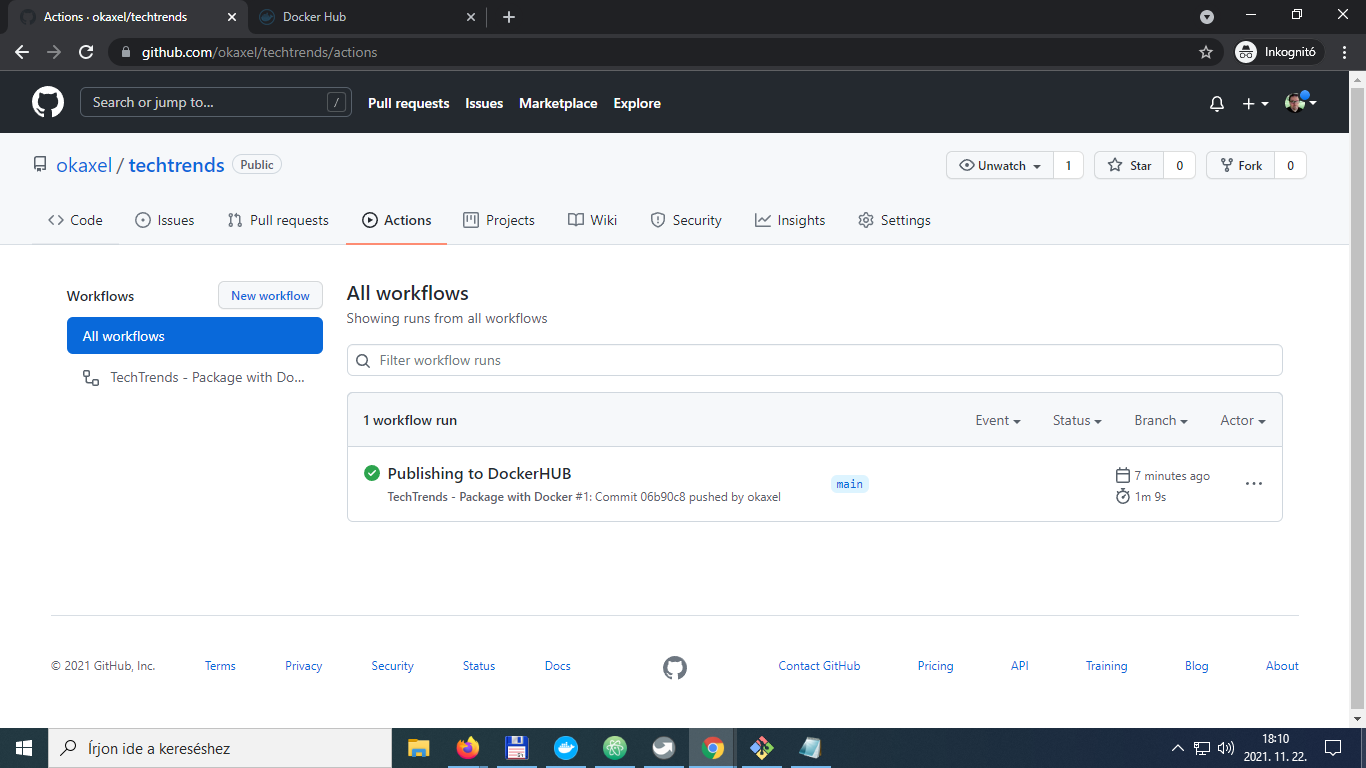 Actions · okaxel/techtrends
Docker Hub
github.com/okaxel/techtrends/actions
Inkognitó
Search or jump to...
/
Pull requests
Issues
Marketplace
Explore
okaxel / techtrends
Public
Unwatch
1
Star
0
Fork
0
Code
Issues
Pull requests
Actions
Projects
Wiki
Security
Insights
Settings
Workflows
New workflow
All workflows
TechTrends - Package with Do...
All workflows
Showing runs from all workflows
Filter workflow runs
1 workflow run
Event
Status
Branch
Actor
Publishing to DockerHUB
TechTrends - Package with Docker #1: Commit 06b90c8 pushed by okaxel
main
7 minutes ago
1m 9s
© 2021 GitHub, Inc.
Terms
Privacy
Security
Status
Docs
Contact GitHub
Pricing
API
Training
Blog
About
Írjon ide a kereséshez
18:10
2021. 11. 22.